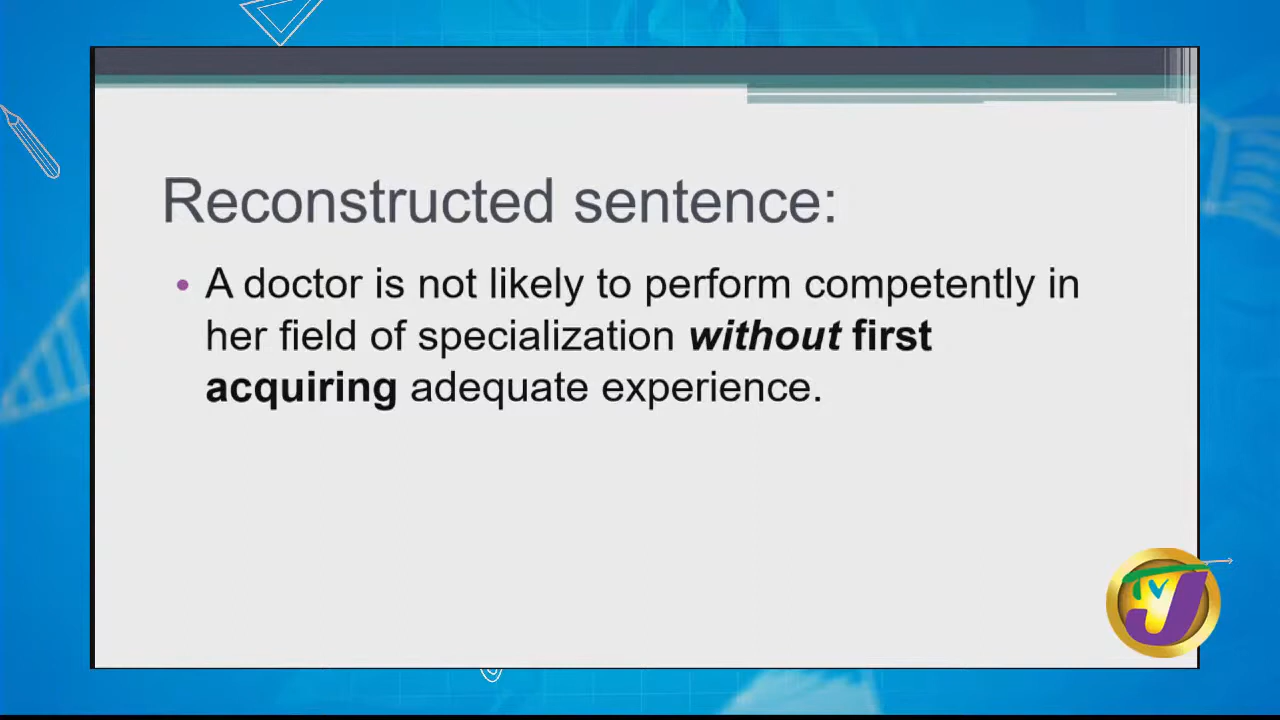 Reconstructed sentence:
• A doctor is not likely to perform competently in
her field of specialization without first
acquiring adequate experience.
TVJ